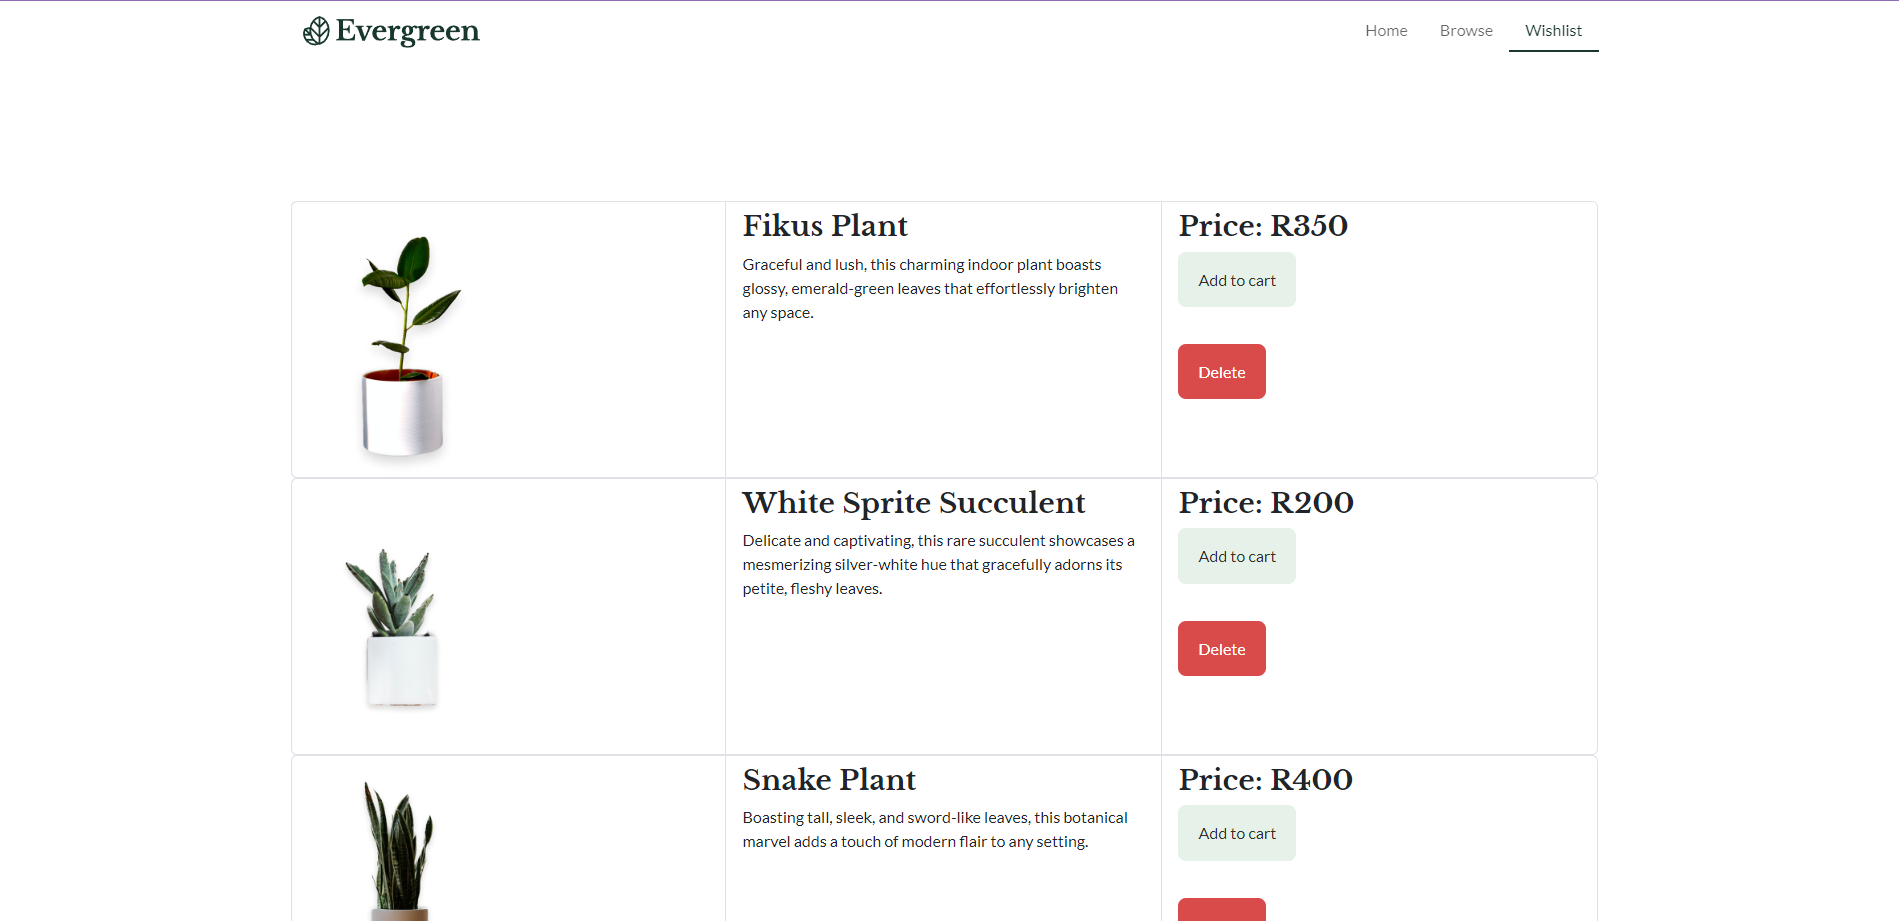 Evergreen
Home Browse Wishlist
Fikus Plant
Graceful and lush, this charming indoor plant boasts
glossy, emerald-green leaves that effortlessly brighten
any space.
Price: R350
Add to cart
Delete
White Sprite Succulent
Delicate and captivating, this rare succulent showcases a
mesmerizing silver-white hue that gracefully adorns its
petite, fleshy leaves.
Price: R200
Add to cart
Delete
Snake Plant
Boasting tall, sleek, and sword-like leaves, this botanical
marvel adds a touch of modern flair to any setting.
Price: R400
Add to cart